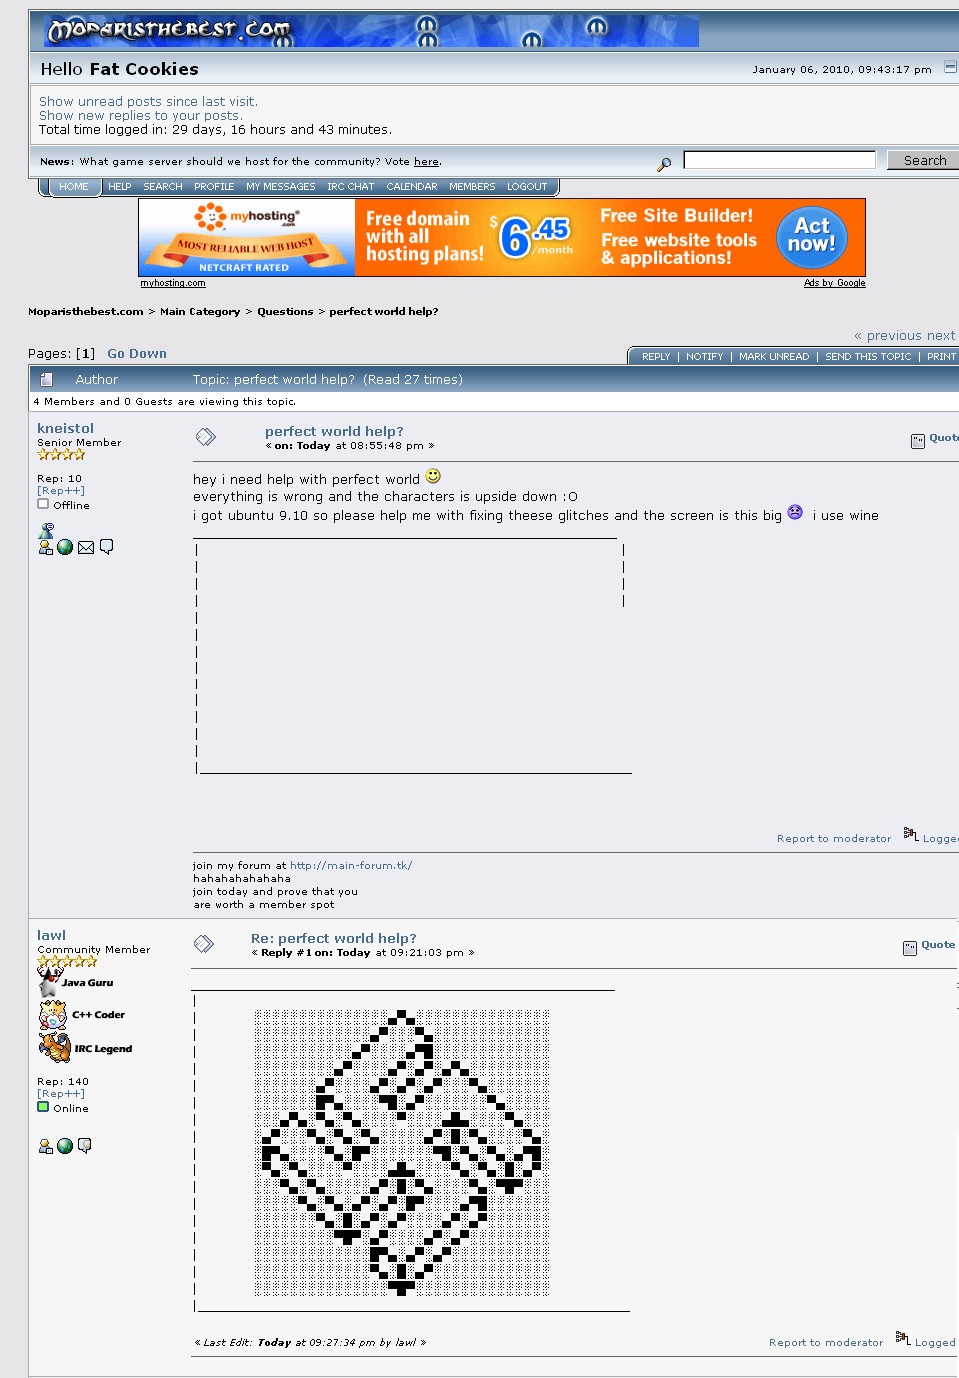 Moparisthebest.com
Hello Fat Cookies
January 06, 2010, 09:43:17 pm
Show unread posts since last visit.
Show new replies to your posts.
Total time logged in: 29 days, 16 hours and 43 minutes.
News: What game server should we host for the community? Vote here.
Search
HOME HELP SEARCH PROFILE MY MESSAGES IRC CHAT CALENDAR MEMBERS LOGOUT
myhosting.com
MOST RELIABLE WEB HOST
NETCRAFT RATED
Free domain
with all
hosting plans!
$6.45/month
Free Site Builder!
Free website tools
& applications!
Act
now!
myhosting.com
Ads by Google
Moparisthebest.com > Main Category > Questions > perfect world help?
« previous next
Pages: [1] Go Down
REPLY | NOTIFY | MARK UNREAD | SEND THIS TOPIC | PRINT
Author Topic: perfect world help? (Read 27 times)
4 Members and 0 Guests are viewing this topic.
kneistol
Senior Member
Rep: 10
[Rep++]
Offline
perfect world help?
« on: Today at 08:55:48 pm »
Quote
hey i need help with perfect world
everything is wrong and the characters is upside down :O
i got ubuntu 9.10 so please help me with fixing theese glitches and the screen is this big i use wine
Report to moderator Logged
join my forum at http://main-forum.tk/
hahahahahahaha
join today and prove that you
are worth a member spot
lawl
Community Member
Java Guru
C++ Coder
IRC Legend
Rep: 140
[Rep++]
Online
Re: perfect world help?
« Reply #1 on: Today at 09:21:03 pm »
Quote
« Last Edit: Today at 09:27:34 pm by lawl »
Report to moderator Logged